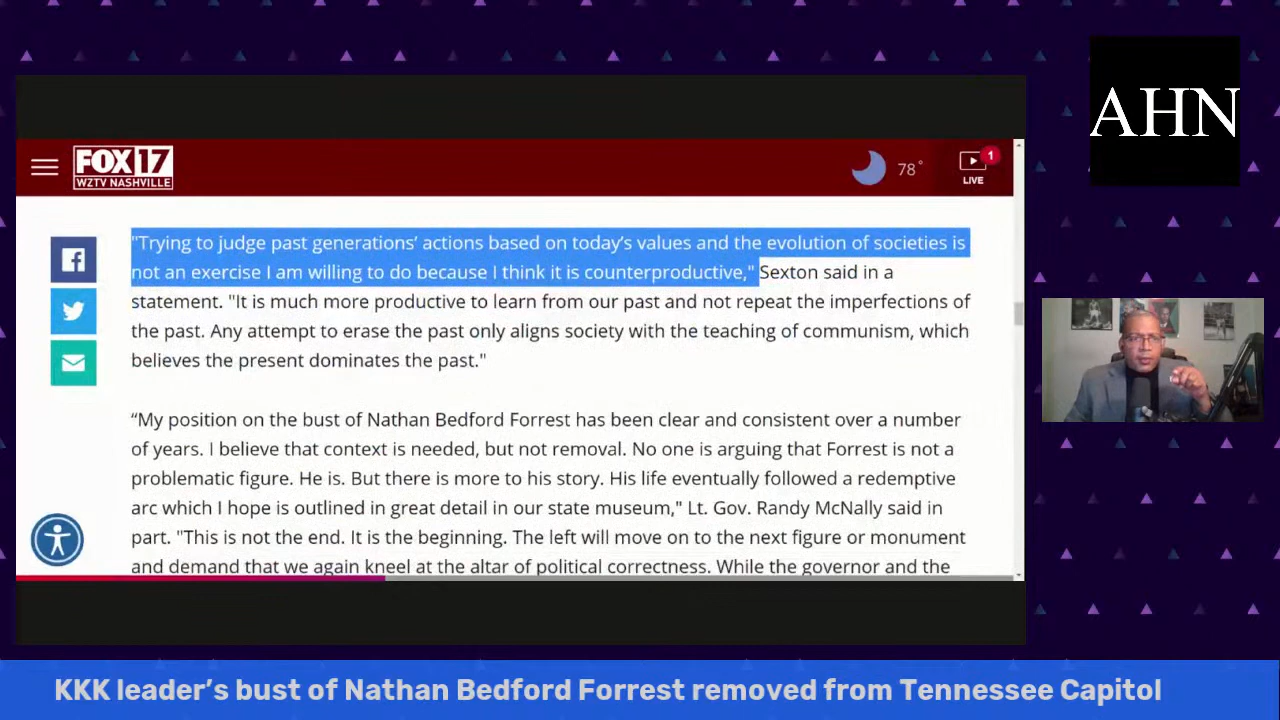 AHN
FOX 17
WZTV NASHVILLE
78°
1
LIVE
"Trying to judge past generations’ actions based on today’s values and the evolution of societies is
not an exercise I am willing to do because I think it is counterproductive," Sexton said in a
statement. "It is much more productive to learn from our past and not repeat the imperfections of
the past. Any attempt to erase the past only aligns society with the teaching of communism, which
believes the present dominates the past."
“My position on the bust of Nathan Bedford Forrest has been clear and consistent over a number
of years. I believe that context is needed, but not removal. No one is arguing that Forrest is not a
problematic figure. He is. But there is more to his story. His life eventually followed a redemptive
arc which I hope is outlined in great detail in our state museum," Lt. Gov. Randy McNally said in
part. "This is not the end. It is the beginning. The left will move on to the next figure or monument
and demand that we again kneel at the altar of political correctness. While the governor and the
KKK leader’s bust of Nathan Bedford Forrest removed from Tennessee Capitol